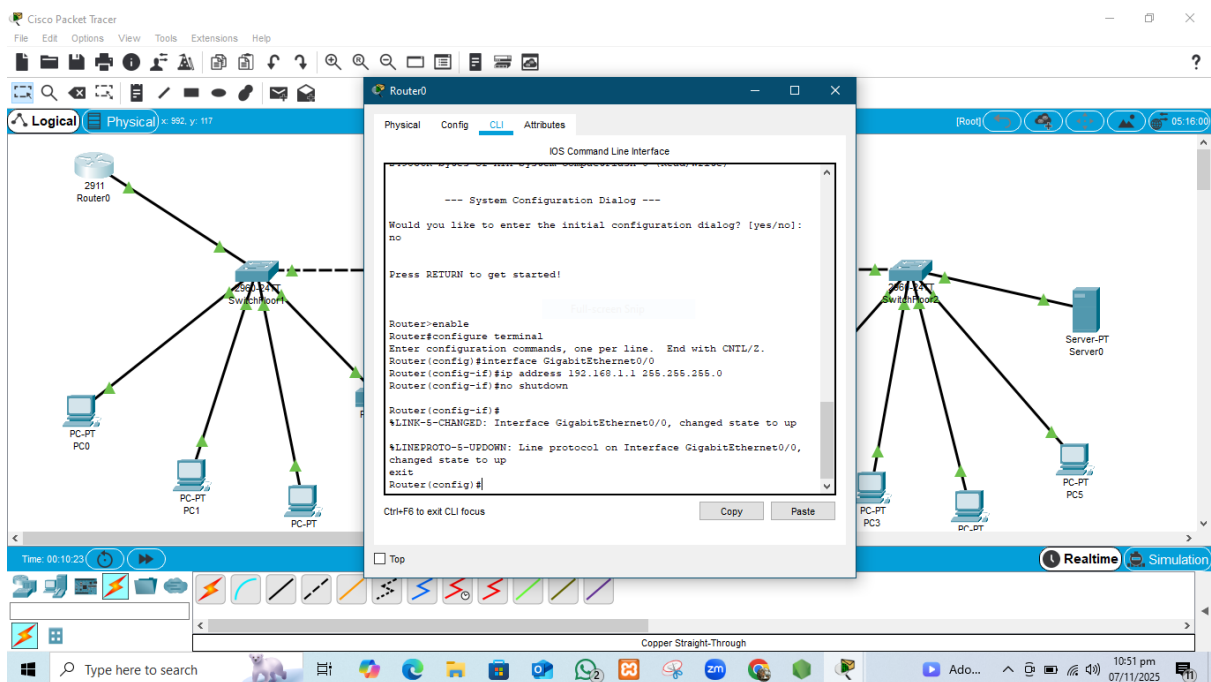 Cisco Packet Tracer
File Edit Options View Tools Extensions Help
?
Logical Physical x: 992, y: 117
[Root] 05:16:00
Router0
Physical Config CLI Attributes
IOS Command Line Interface
--- System Configuration Dialog ---
Would you like to enter the initial configuration dialog? [yes/no]:
no
Press RETURN to get started!
Router>enable
Router#configure terminal
Enter configuration commands, one per line. End with CNTL/Z.
Router(config)#interface GigabitEthernet0/0
Router(config-if)#ip address 192.168.1.1 255.255.255.0
Router(config-if)#no shutdown
Router(config-if)#
%LINK-5-CHANGED: Interface GigabitEthernet0/0, changed state to up
%LINEPROTO-5-UPDOWN: Line protocol on Interface GigabitEthernet0/0,
changed state to up
exit
Router(config)#
Ctrl+F6 to exit CLI focus
Copy Paste
Top
2911
Router0
2960-24TT
SwitchFloor1
PC-PT
PC0
PC-PT
PC1
PC-PT
2960-24TT
SwitchFloor2
Server-PT
Server0
PC-PT
PC3
PC-PT
PC-PT
PC5
Time: 00:10:23
Realtime Simulation
Copper Straight-Through
Type here to search
zm
2
Ado...
10:51 pm
07/11/2025
11